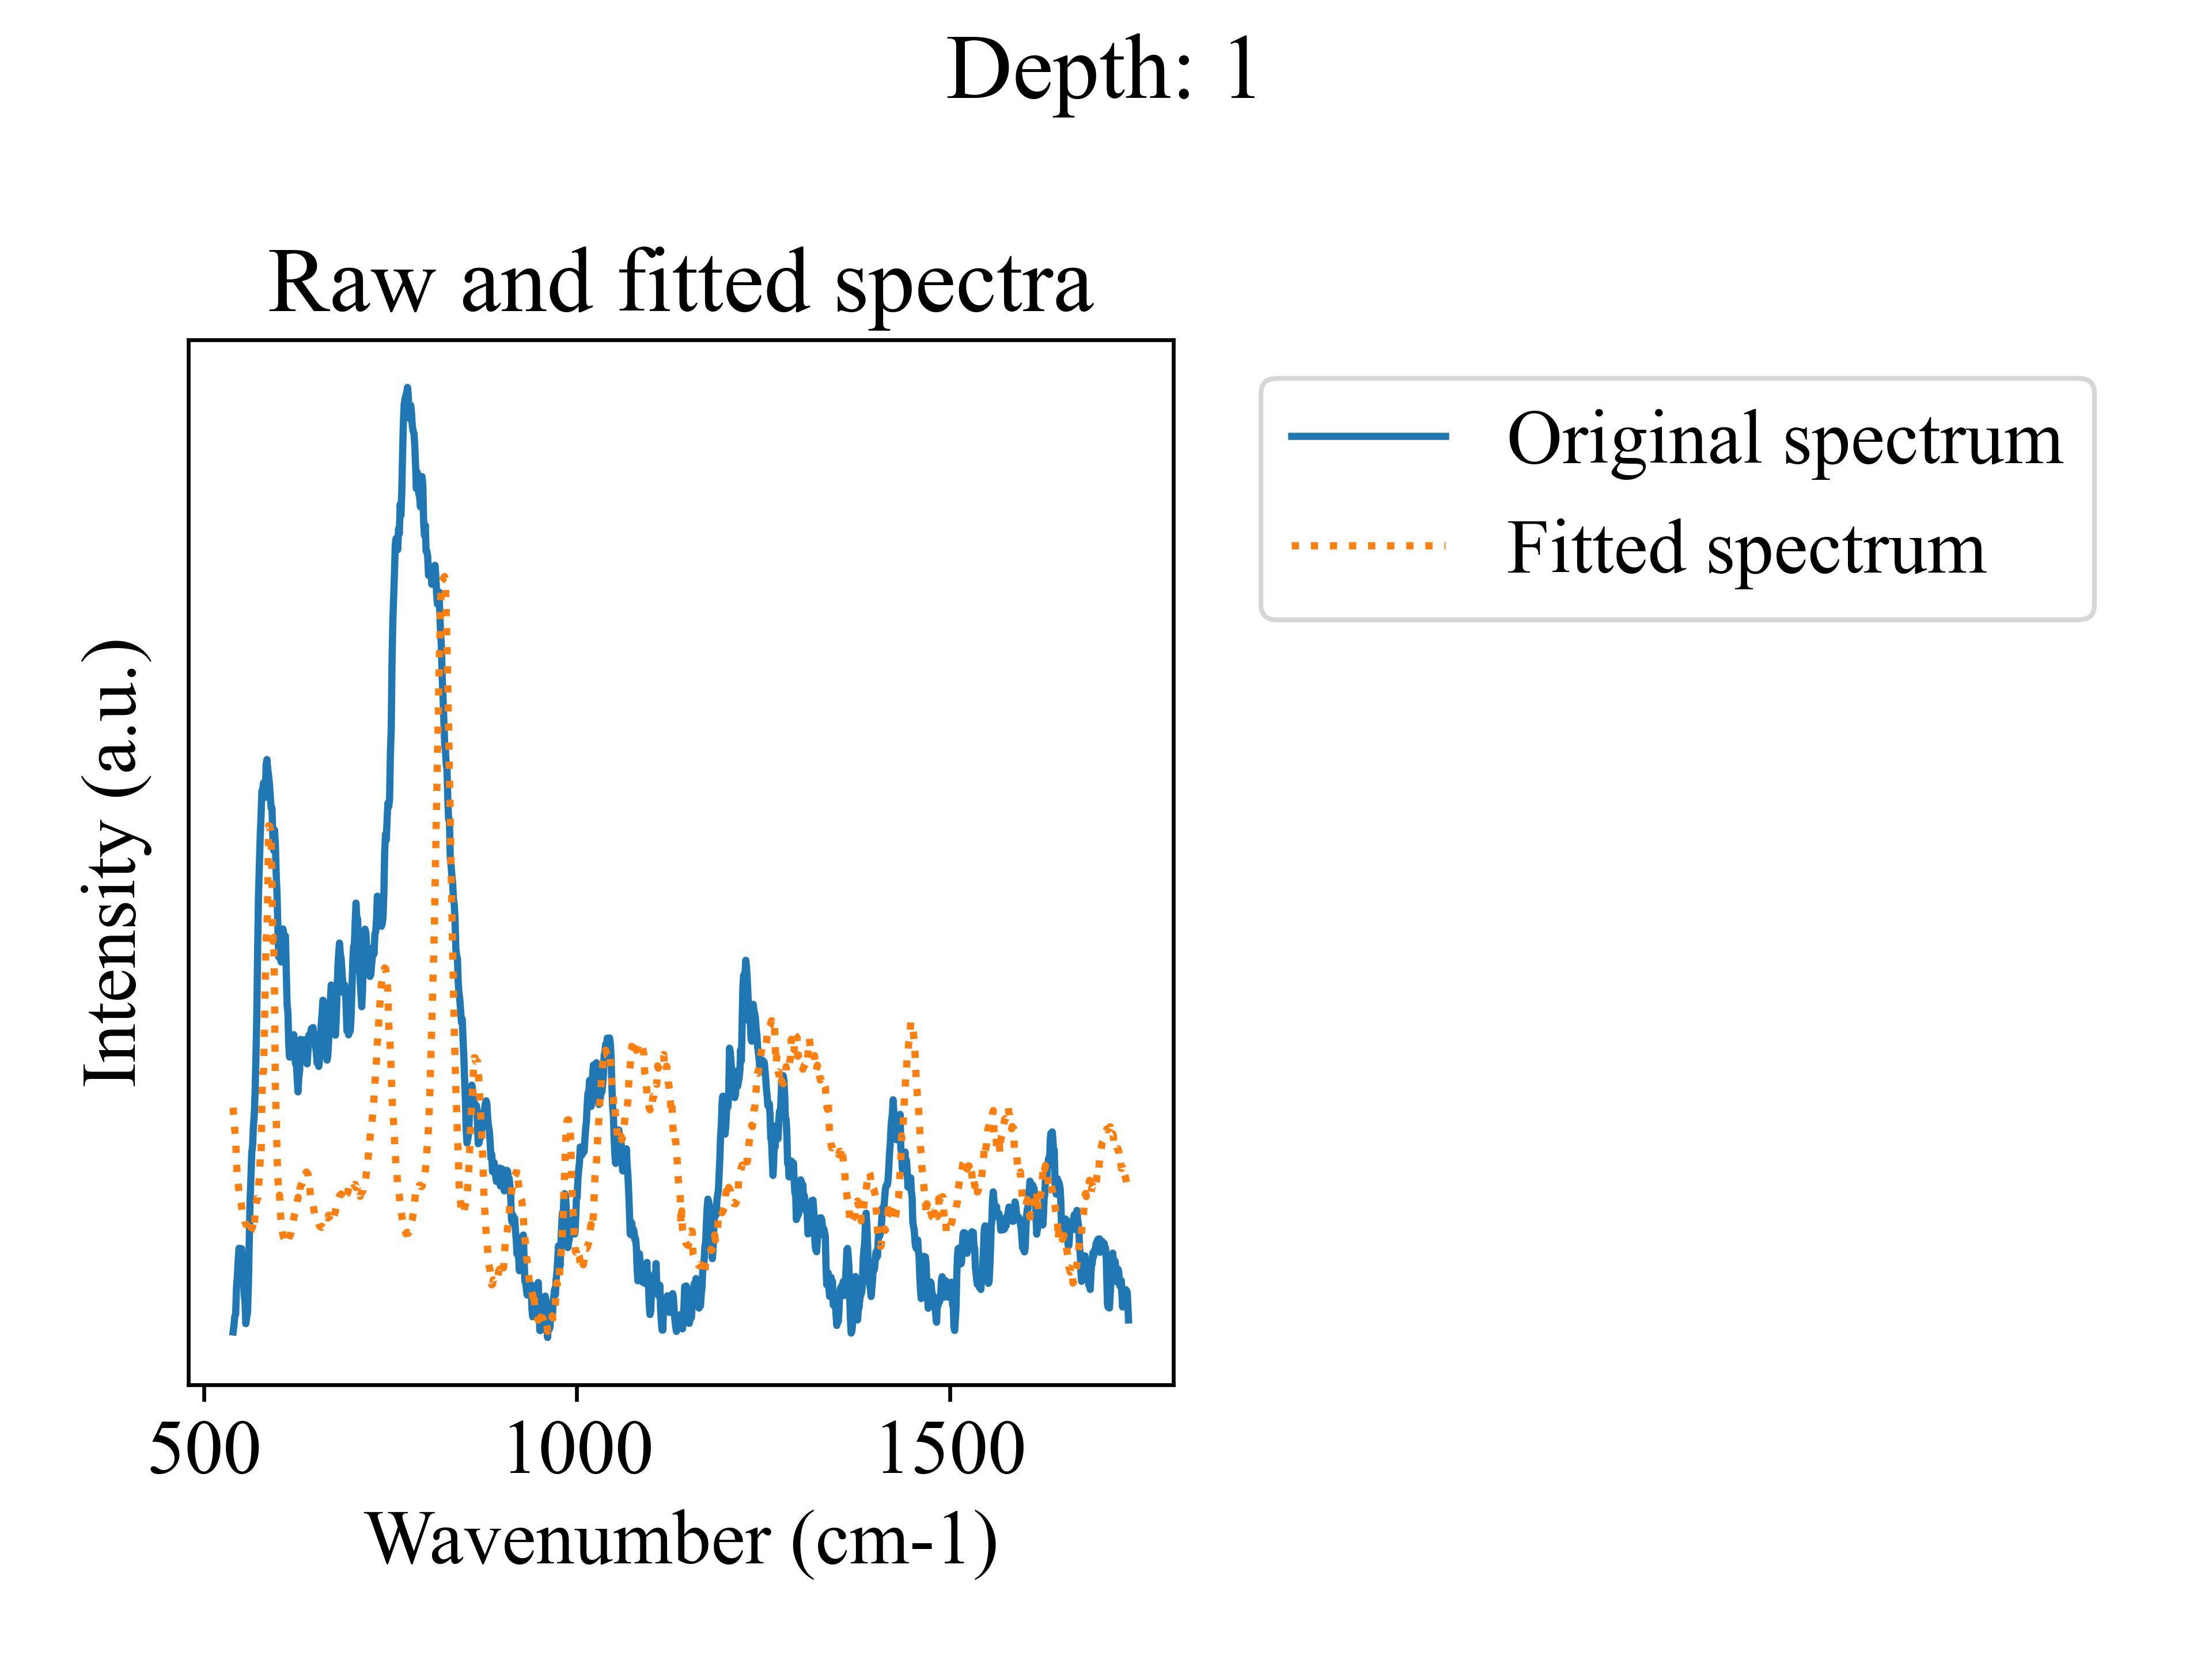 Depth: 1
Raw and fitted spectra
Original spectrum
Fitted spectrum
Intensity (a.u.)
500 1000 1500
Wavenumber (cm-1)